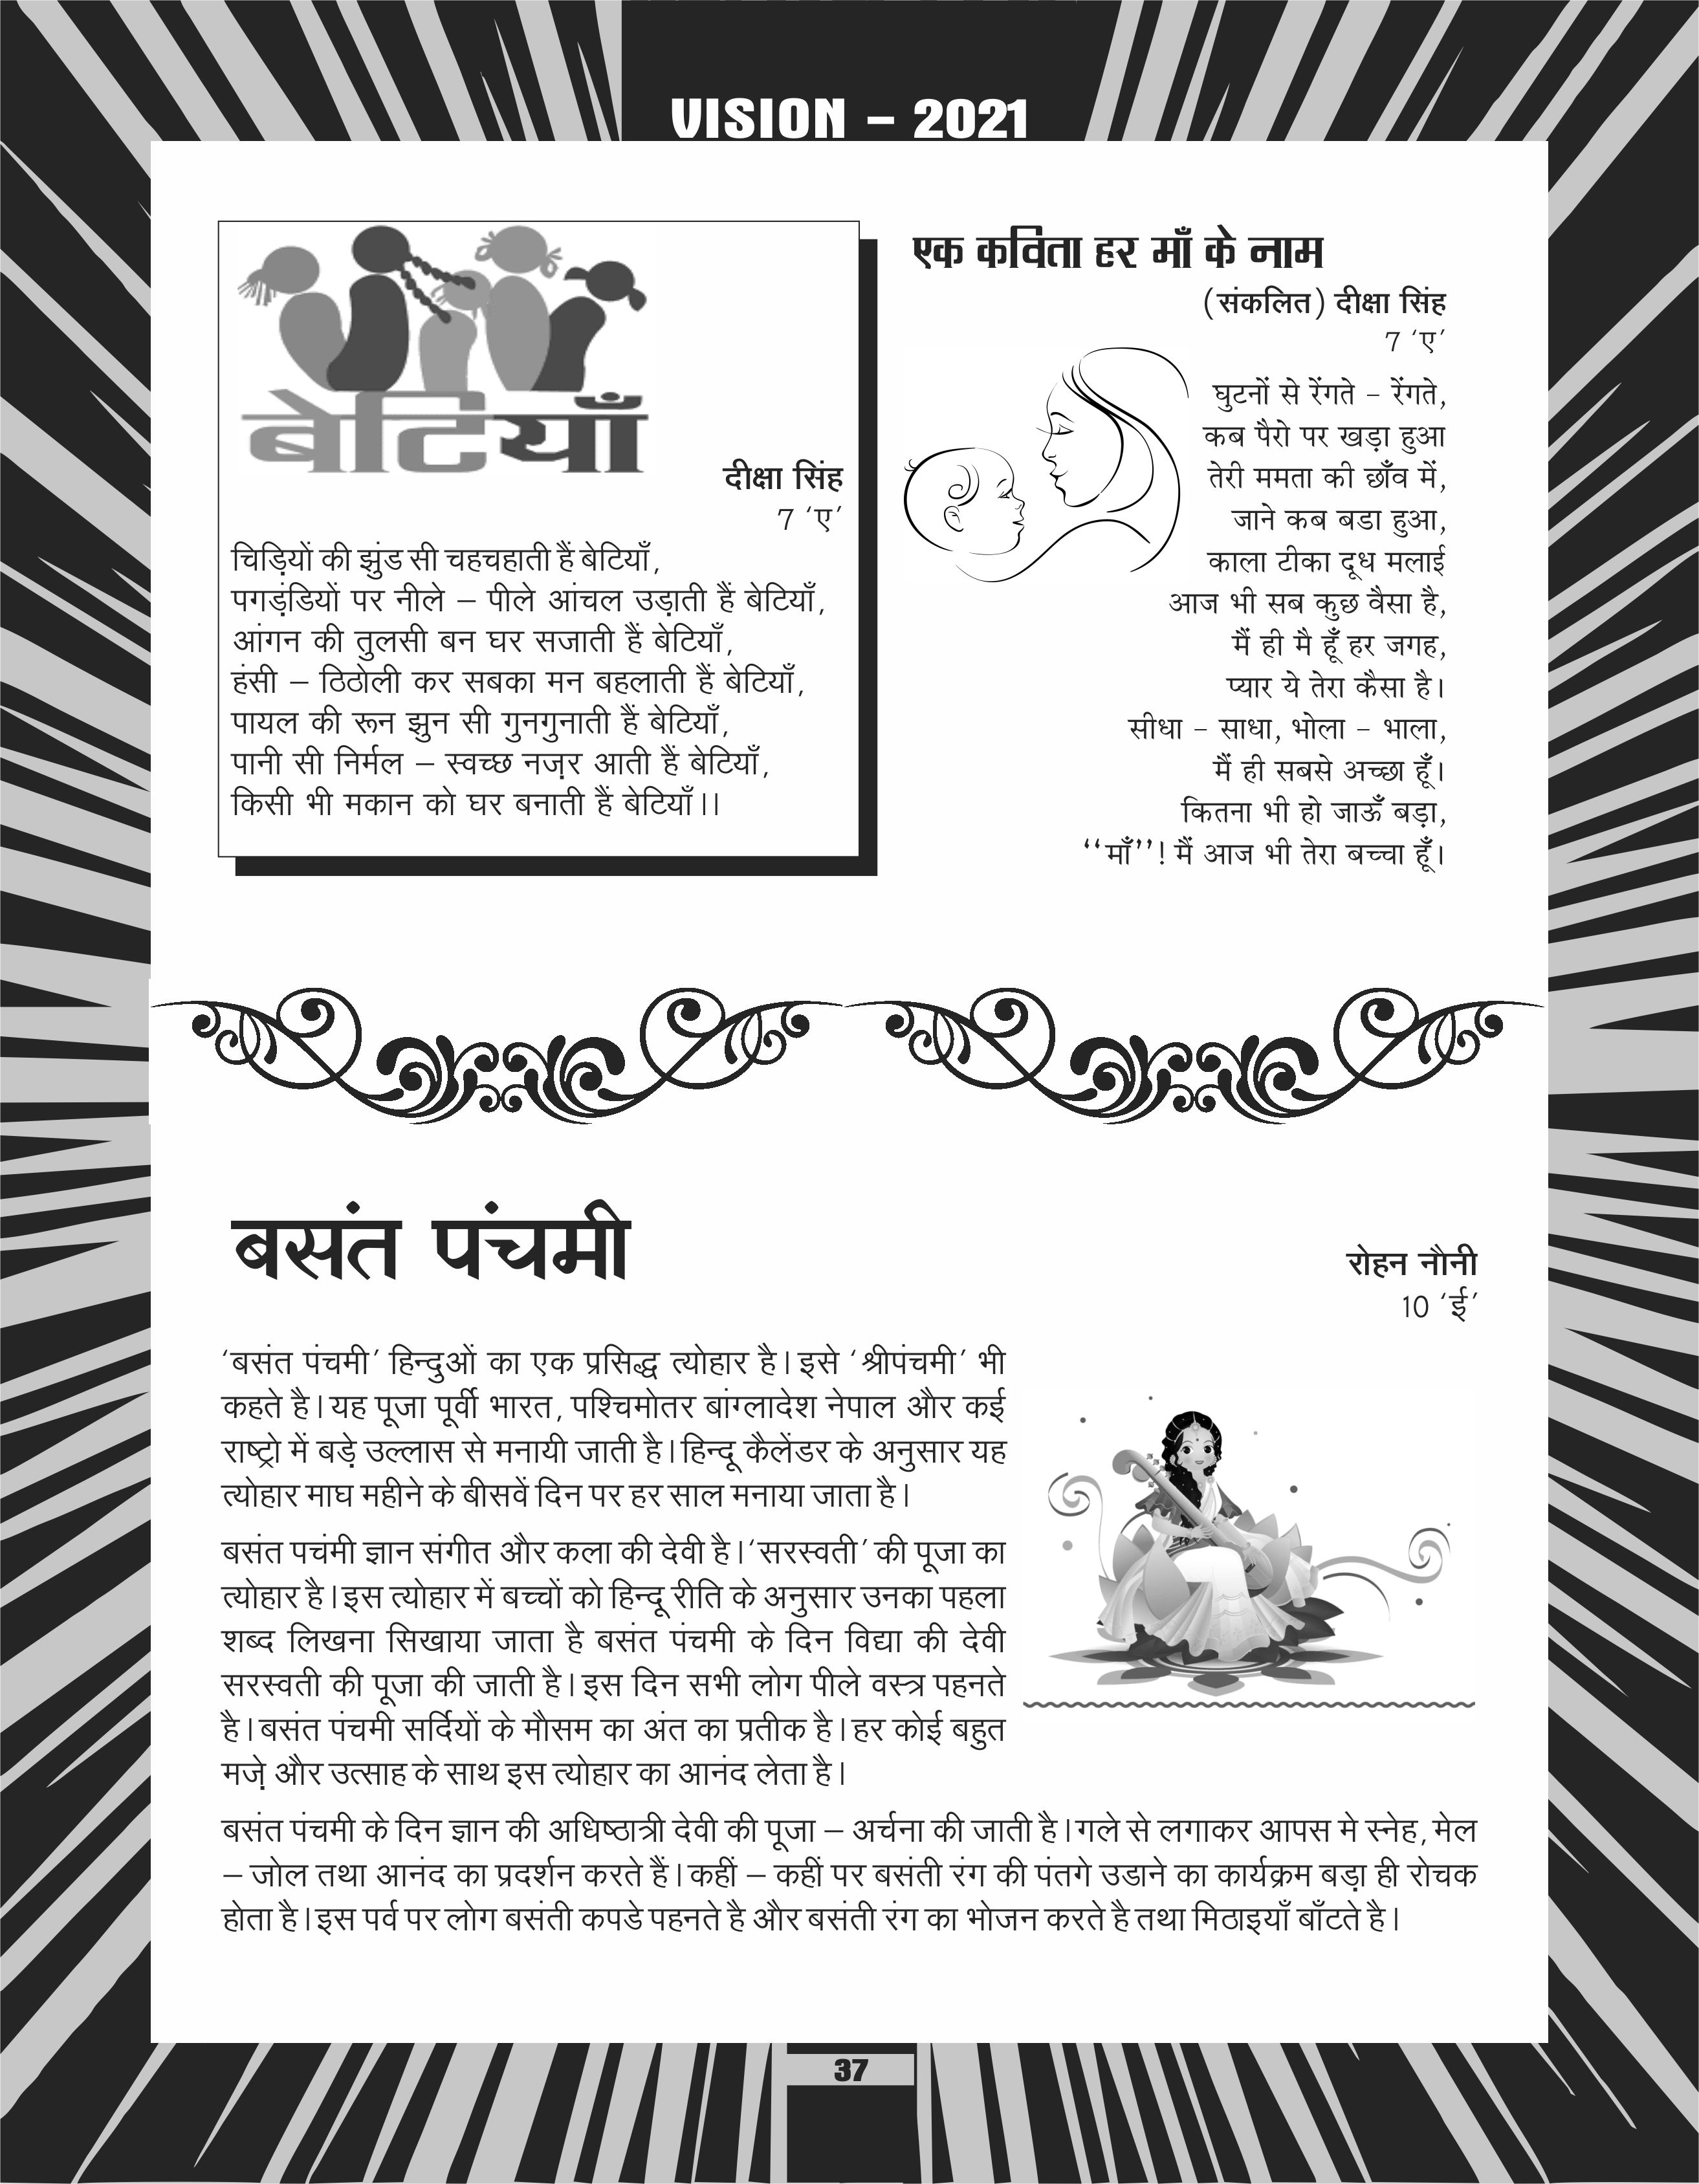 VISION – 2021
बेटियाँ
दीक्षा सिंह
7 ‘ए’
चिड़ियों की झुंड सी चहचहाती हैं बेटियाँ,
पगड़ंडियों पर नीले – पीले आंचल उड़ाती हैं बेटियाँ,
आंगन की तुलसी बन घर सजाती हैं बेटियाँ,
हंसी – ठिठोली कर सबका मन बहलाती हैं बेटियाँ,
पायल की रून झुन सी गुनगुनाती हैं बेटियाँ,
पानी सी निर्मल – स्वच्छ नज़र आती हैं बेटियाँ,
किसी भी मकान को घर बनाती हैं बेटियाँ।।
एक कविता हर माँ के नाम
(संकलित) दीक्षा सिंह
7 ‘ए’
घुटनों से रेंगते - रेंगते,
कब पैरो पर खड़ा हुआ
तेरी ममता की छाँव में,
जाने कब बडा हुआ,
काला टीका दूध मलाई
आज भी सब कुछ वैसा है,
मैं ही मै हूँ हर जगह,
प्यार ये तेरा कैसा है।
सीधा - साधा, भोला - भाला,
मैं ही सबसे अच्छा हूँ।
कितना भी हो जाऊँ बड़ा,
“माँ”! मैं आज भी तेरा बच्चा हूँ।
बसंत पंचमी
रोहन नौनी
10 ‘ई’
‘बसंत पंचमी’ हिन्दुओं का एक प्रसिद्ध त्योहार है। इसे ‘श्रीपंचमी’ भी
कहते है। यह पूजा पूर्वी भारत, पश्चिमोतर बांग्लादेश नेपाल और कई
राष्ट्रो में बड़े उल्लास से मनायी जाती है। हिन्दू कैलेंडर के अनुसार यह
त्योहार माघ महीने के बीसवें दिन पर हर साल मनाया जाता है।
बसंत पचंमी ज्ञान संगीत और कला की देवी है। ‘सरस्वती’ की पूजा का
त्योहार है। इस त्योहार में बच्चों को हिन्दू रीति के अनुसार उनका पहला
शब्द लिखना सिखाया जाता है बसंत पंचमी के दिन विद्या की देवी
सरस्वती की पूजा की जाती है। इस दिन सभी लोग पीले वस्त्र पहनते
है। बसंत पंचमी सर्दियों के मौसम का अंत का प्रतीक है। हर कोई बहुत
मज़े और उत्साह के साथ इस त्योहार का आनंद लेता है।
बसंत पंचमी के दिन ज्ञान की अधिष्ठात्री देवी की पूजा – अर्चना की जाती है। गले से लगाकर आपस मे स्नेह, मेल
– जोल तथा आनंद का प्रदर्शन करते हैं। कहीं – कहीं पर बसंती रंग की पंतगे उडाने का कार्यक्रम बड़ा ही रोचक
होता है। इस पर्व पर लोग बसंती कपडे पहनते है और बसंती रंग का भोजन करते है तथा मिठाइयाँ बाँटते है।
37